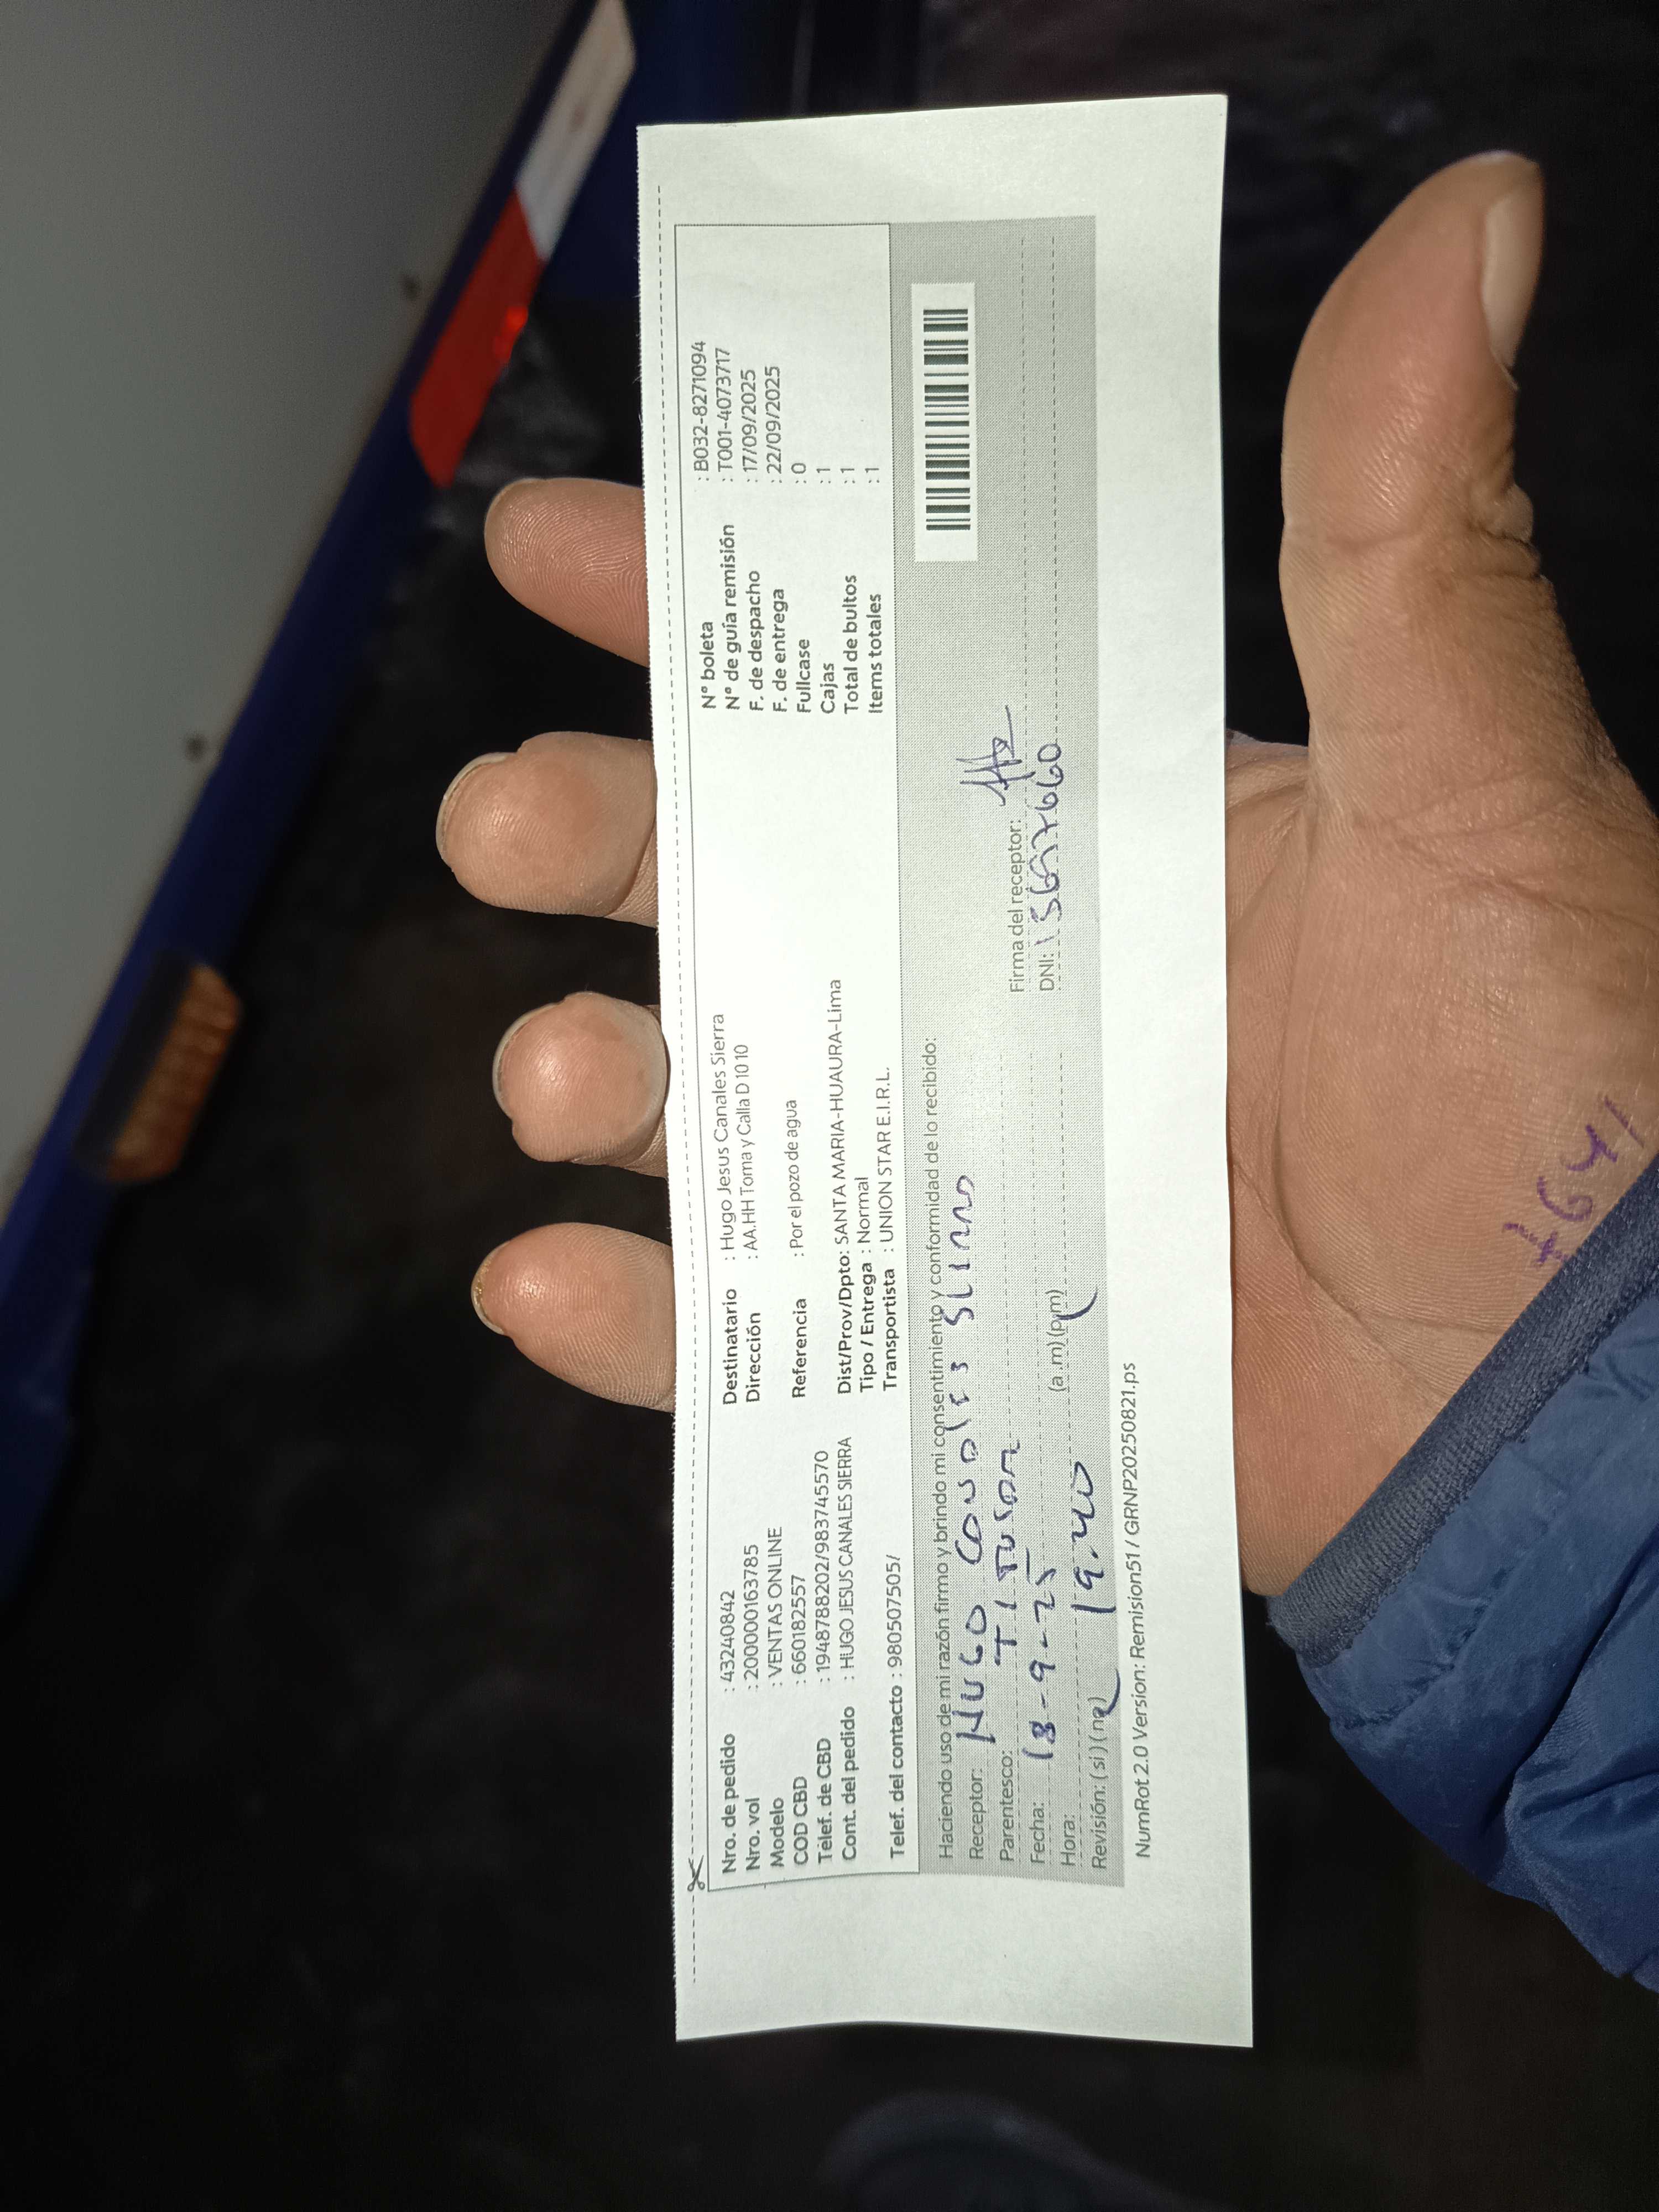 Nro. de pedido : 43240842
Nro. vol : 20000016378​5
Modelo : VENTAS ONLINE
COD CBD : 660182557
Telef. de CBD : 1948788202/983745570
Cont. del pedido : HUGO JESUS CANALES SIERRA
Telef. del contacto : 980507505/
Destinatario : Hugo Jesus Canales Sierra
Dirección : AA.HH Toma y Calla D 10 10
Referencia : Por el pozo de agua
Dist/Prov/Dpto: SANTA MARIA-HUAURA-Lima
Tipo / Entrega : Normal
Transportista : UNION STAR E.I.R.L.
N° boleta : B032-8271094
N° de guía remisión : T001-4073717
F. de despacho : 17/09/2025
F. de entrega : 22/09/2025
Fullcase : 0
Cajas : 1
Total de bultos : 1
Items totales : 1
Haciendo uso de mi razón firmo y brindo mi consentimiento y conformidad de lo recibido:
Receptor: HUGO CANALES SIERRA
Parentesco: TITULAR
Fecha: 18-9-25
Hora: 19.40 (a .m) (p.m)
Revisión: ( si ) ( no)
Firma del receptor:
DNI:
NumRot 2.0 Version: Remision51 / GRNP20250821.ps